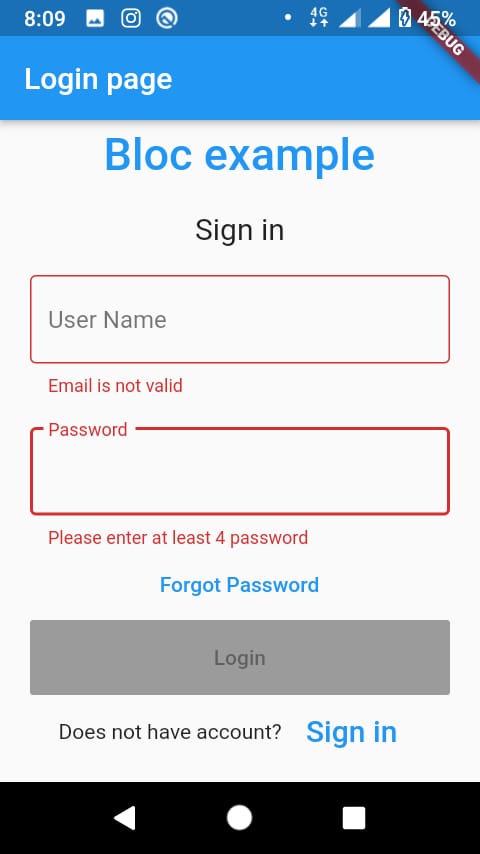 8:09 4G 45%
DEBUG
Login page
Bloc example
Sign in
User Name
Email is not valid
Password
Please enter at least 4 password
Forgot Password
Login
Does not have account? Sign in